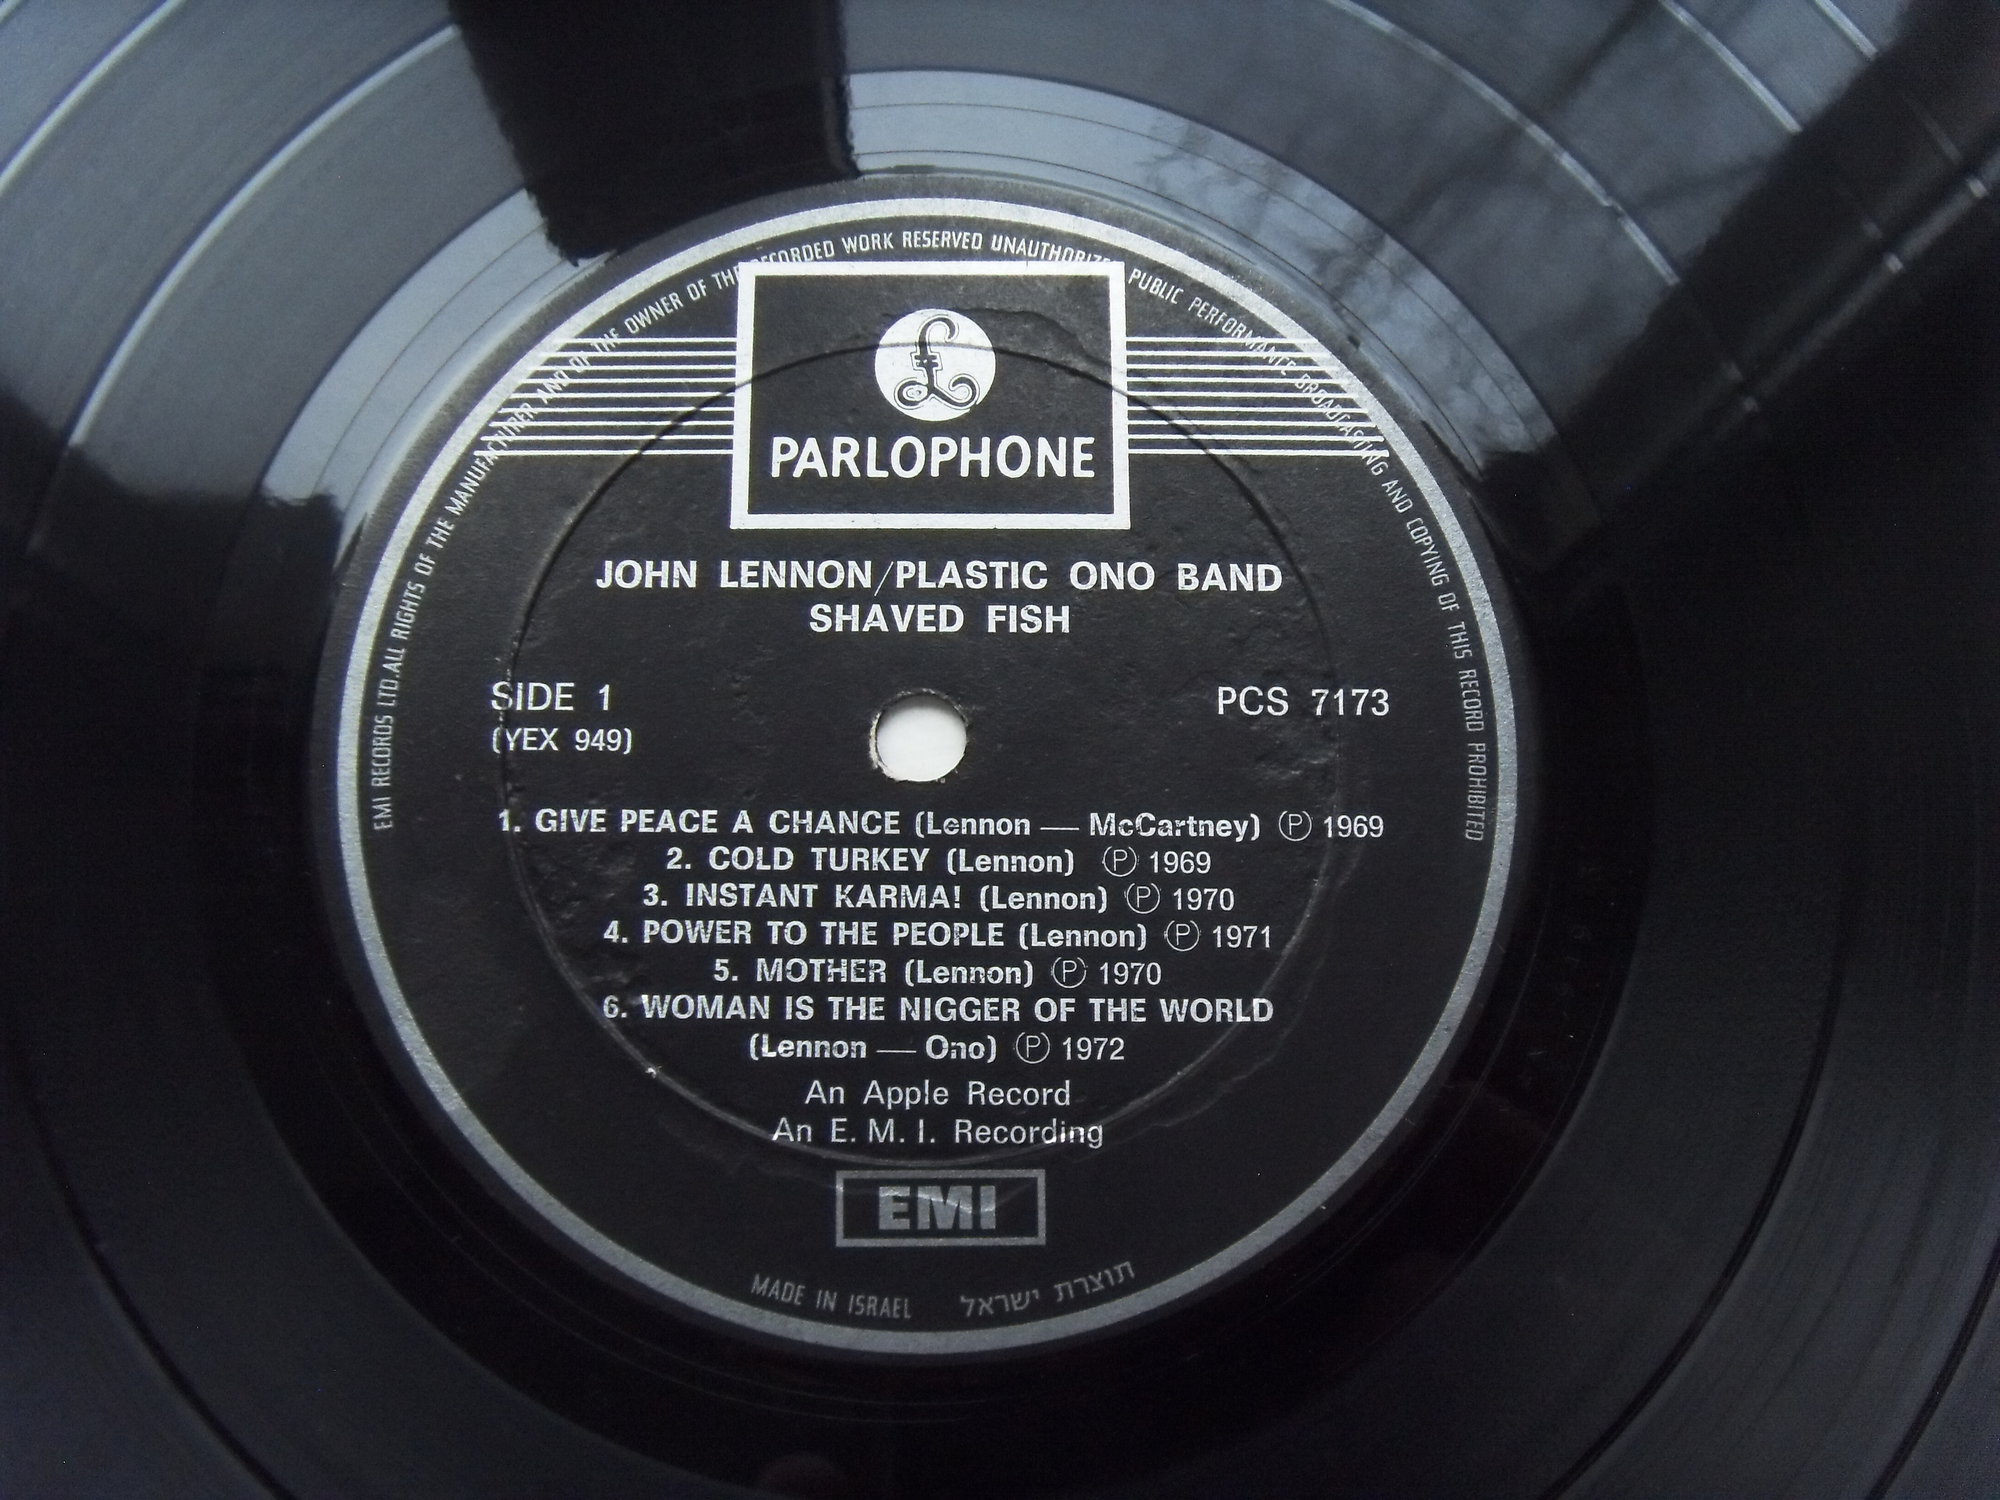 EMI RECORDS LTD. ALL RIGHTS OF THE MANUFACTURER AND OF THE OWNER OF THE RECORDED WORK RESERVED UNAUTHORIZED PUBLIC PERFORMANCE BROADCASTING AND COPYING OF THIS RECORD PROHIBITED
£
PARLOPHONE
JOHN LENNON/PLASTIC ONO BAND
SHAVED FISH
SIDE 1 PCS 7173
(YEX 949)
1. GIVE PEACE A CHANCE (Lennon — McCartney) Ⓟ 1969
2. COLD TURKEY (Lennon) Ⓟ 1969
3. INSTANT KARMA! (Lennon) Ⓟ 1970
4. POWER TO THE PEOPLE (Lennon) Ⓟ 1971
5. MOTHER (Lennon) Ⓟ 1970
6. WOMAN IS THE NIGGER OF THE WORLD
(Lennon — Ono) Ⓟ 1972
An Apple Record
An E. M. I. Recording
EMI
MADE IN ISRAEL תוצרת ישראל